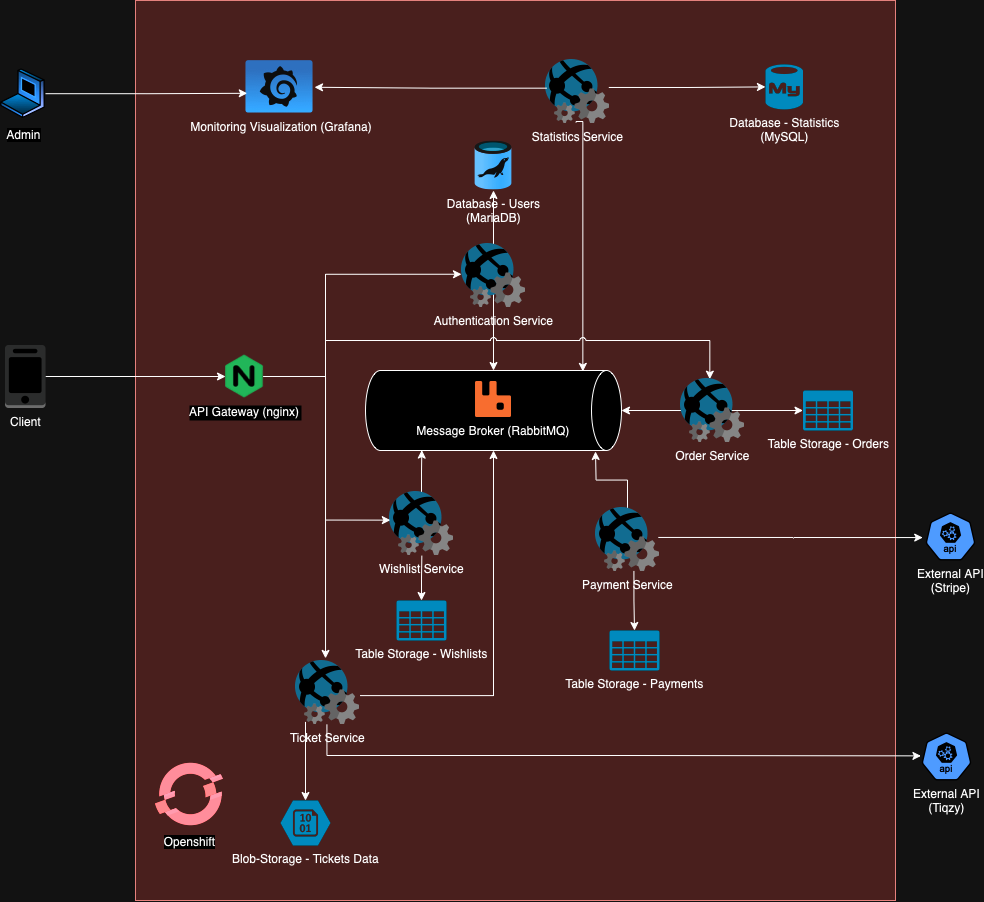 Admin
Monitoring Visualization (Grafana)
Statistics Service
My
Database - Statistics
(MySQL)
Database - Users
(MariaDB)
Authentication Service
Client
N
API Gateway (nginx)
Message Broker (RabbitMQ)
Order Service
Table Storage - Orders
Wishlist Service
Table Storage - Wishlists
Payment Service
Table Storage - Payments
api
External API
(Stripe)
Ticket Service
api
External API
(Tiqzy)
Openshift
10
01
Blob-Storage - Tickets Data